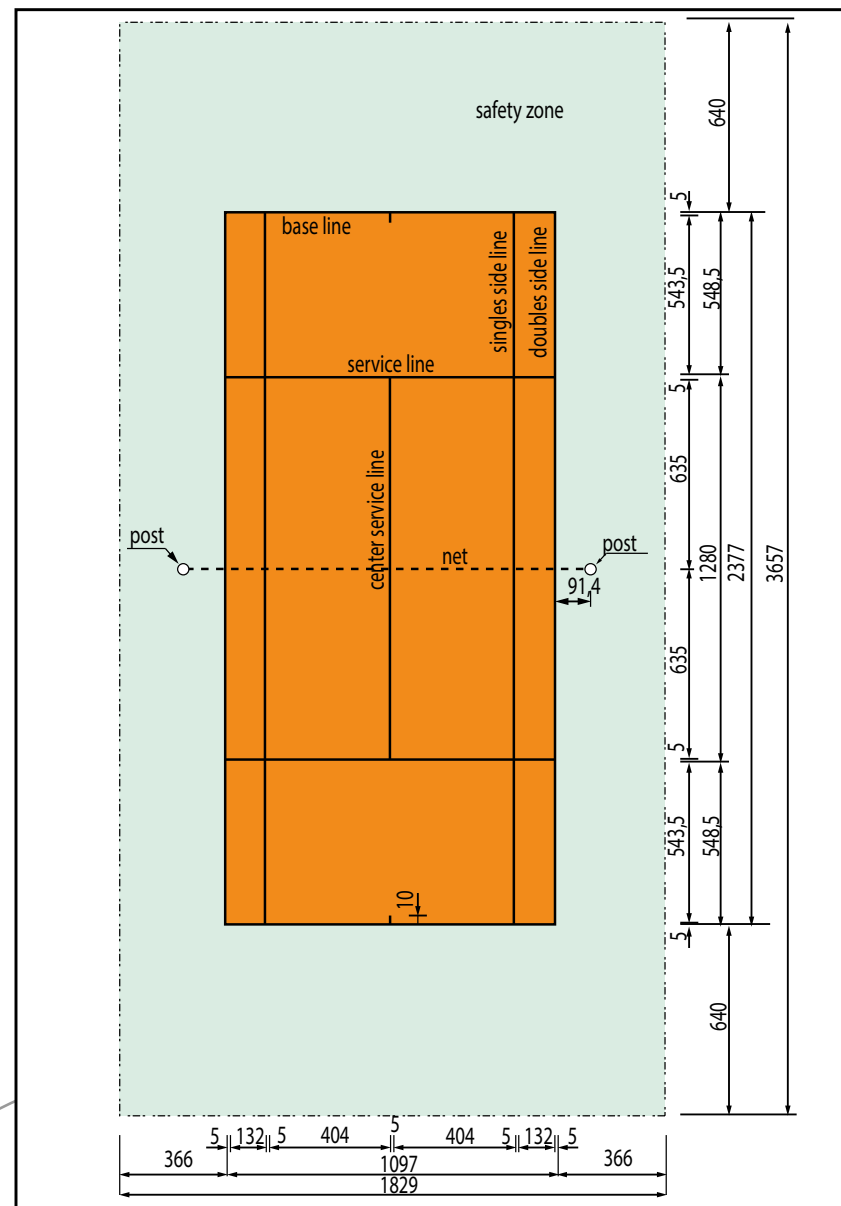 safety zone
640
5
base line
singles side line
doubles side line
543,5
548,5
service line
5
center service line
635
post
net
post
91,4
1280
2377
3657
635
5
543,5
548,5
10
5
640
5 132 5 404 5 404 5 132 5
366 1097 366
1829